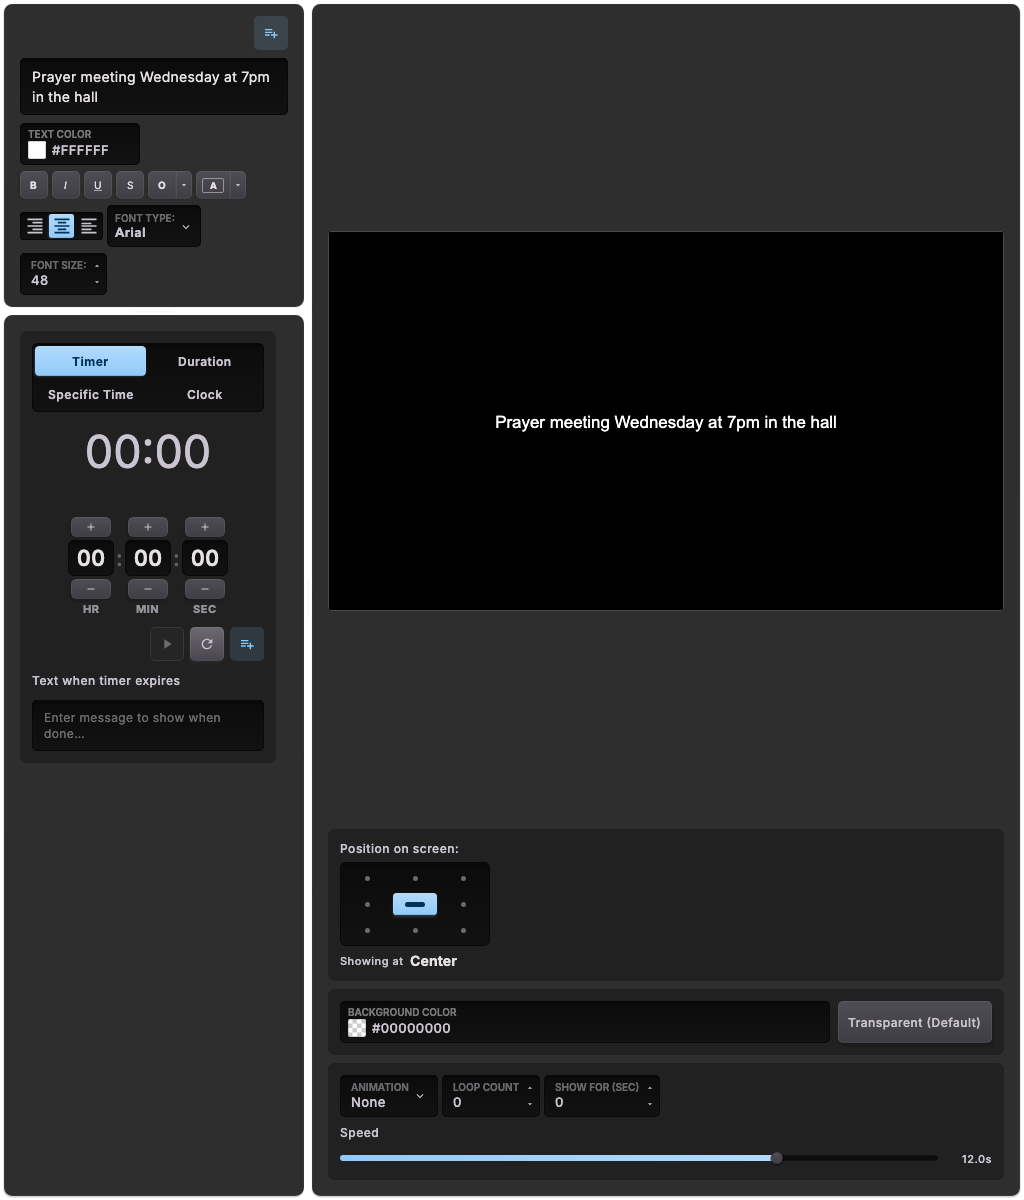 Prayer meeting Wednesday at 7pm
in the hall
TEXT COLOR
#FFFFFF
B I U S O A
FONT TYPE:
Arial
FONT SIZE:
48
Timer Duration
Specific Time Clock
00:00
+ + +
00 : 00 : 00
− − −
HR MIN SEC
Text when timer expires
Enter message to show when
done...
Prayer meeting Wednesday at 7pm in the hall
Position on screen:
Showing at Center
BACKGROUND COLOR
#00000000
Transparent (Default)
ANIMATION
None
LOOP COUNT
0
SHOW FOR (SEC)
0
Speed
12.0s